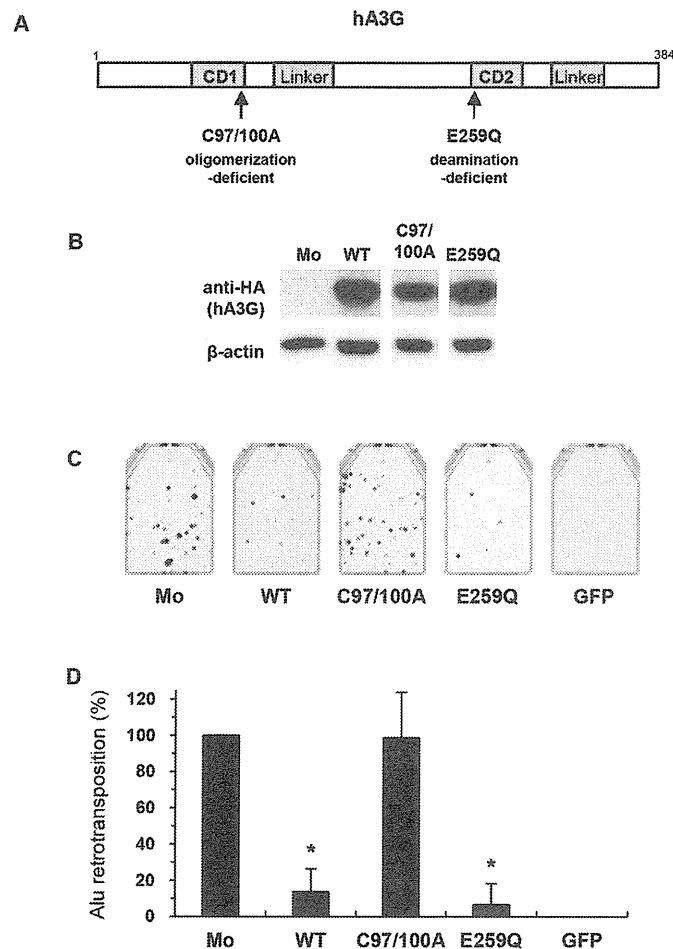 A
hA3G
1
384
CD1
Linker
CD2
Linker
C97/100A
oligomerization
-deficient
E259Q
deamination
-deficient
B
Mo
WT
C97/
100A
E259Q
anti-HA
(hA3G)
β-actin
C
Mo
WT
C97/100A
E259Q
GFP
D
Alu retrotransposition (%)
120
100
80
60
40
20
0
*
*
Mo
WT
C97/100A
E259Q
GFP